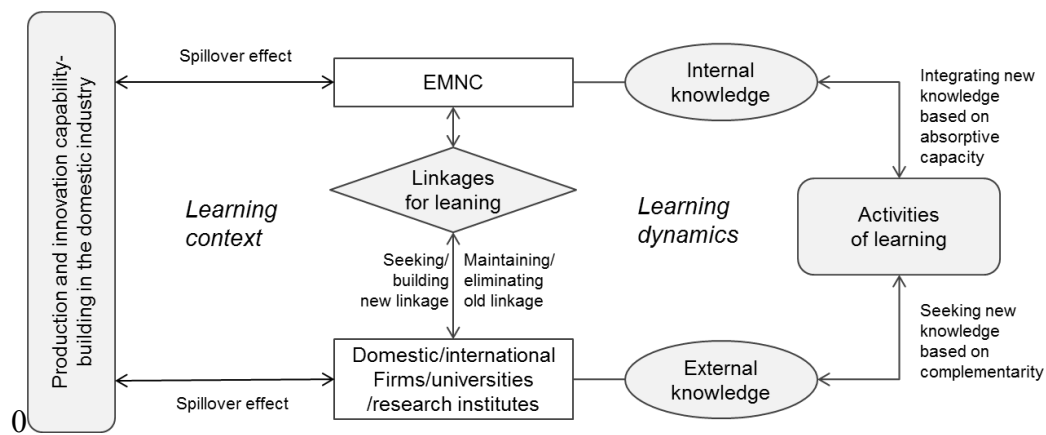 Production and innovation capability-
building in the domestic industry
Spillover effect
EMNC
Internal
knowledge
Integrating new
knowledge
based on
absorptive
capacity
Linkages
for leaning
Learning
context
Learning
dynamics
Activities
of learning
Seeking/
building
new linkage
Maintaining/
eliminating
old linkage
Seeking new
knowledge
based on
complementarity
Domestic/international
Firms/universities
/research institutes
External
knowledge
Spillover effect
0